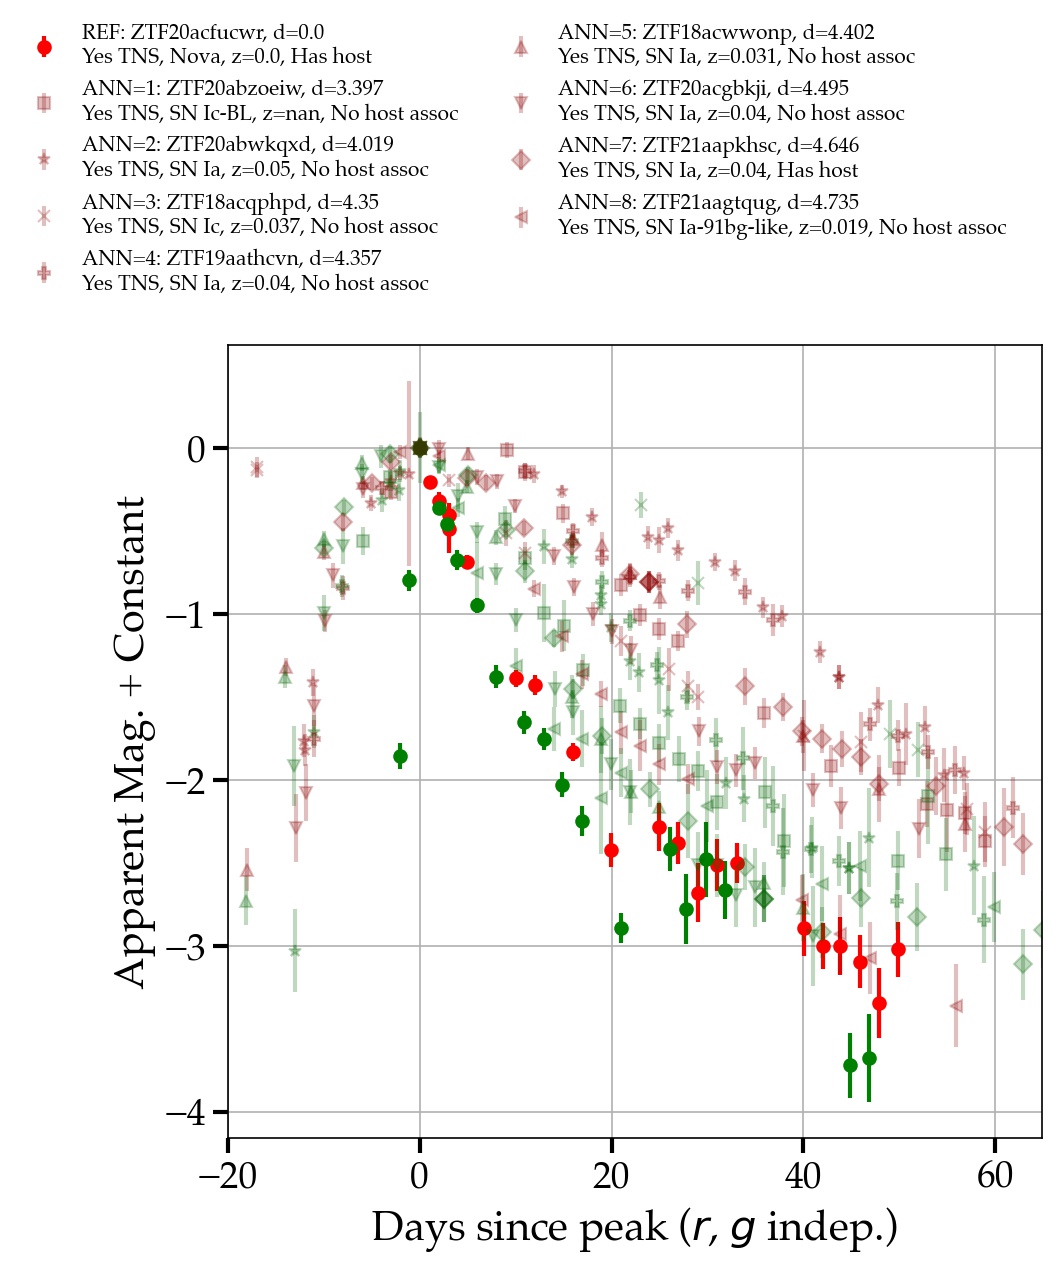 REF: ZTF20acfucwr, d=0.0
Yes TNS, Nova, z=0.0, Has host
ANN=1: ZTF20abzoeiw, d=3.397
Yes TNS, SN Ic-BL, z=nan, No host assoc
ANN=2: ZTF20abwkqxd, d=4.019
Yes TNS, SN Ia, z=0.05, No host assoc
ANN=3: ZTF18acqphpd, d=4.35
Yes TNS, SN Ic, z=0.037, No host assoc
ANN=4: ZTF19aathcvn, d=4.357
Yes TNS, SN Ia, z=0.04, No host assoc
ANN=5: ZTF18acwwonp, d=4.402
Yes TNS, SN Ia, z=0.031, No host assoc
ANN=6: ZTF20acgbkji, d=4.495
Yes TNS, SN Ia, z=0.04, No host assoc
ANN=7: ZTF21aapkhsc, d=4.646
Yes TNS, SN Ia, z=0.04, Has host
ANN=8: ZTF21aagtqug, d=4.735
Yes TNS, SN Ia-91bg-like, z=0.019, No host assoc
Apparent Mag. + Constant
0
−1
−2
−3
−4
−20 0 20 40 60
Days since peak (r, g indep.)